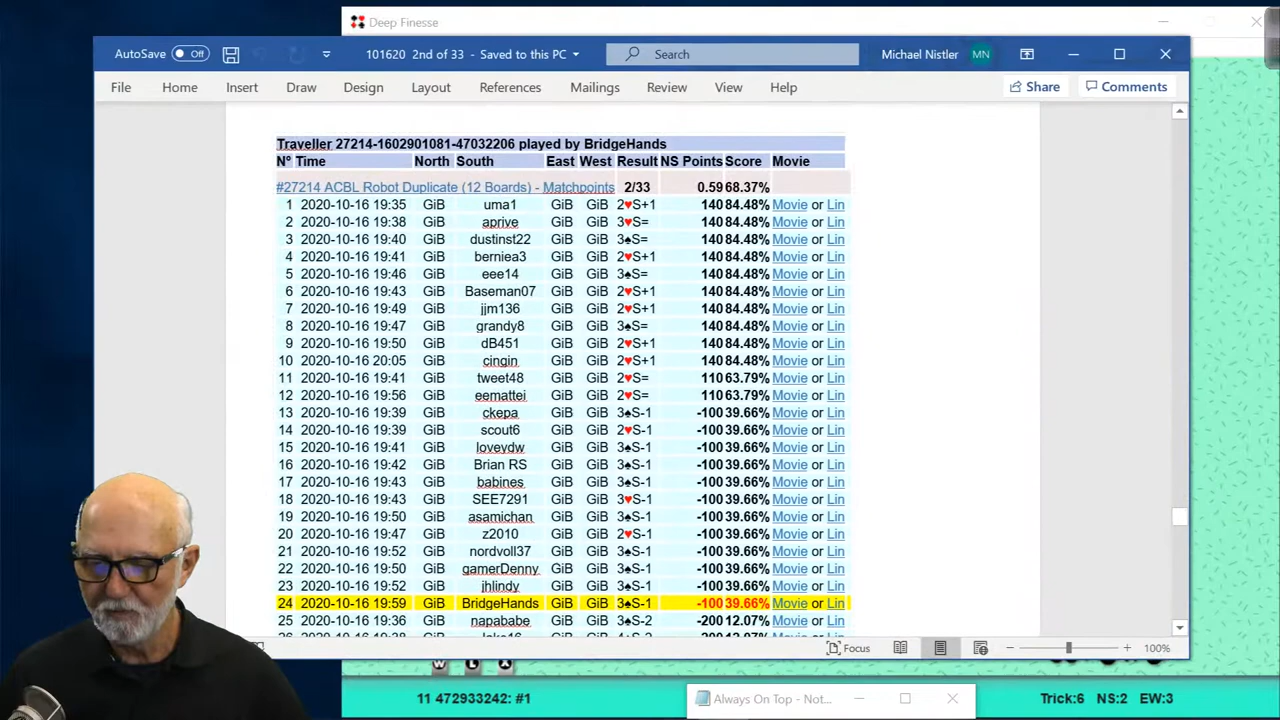 Deep Finesse
AutoSave Off 101620 2nd of 33 - Saved to this PC Search Michael Nistler MN
File Home Insert Draw Design Layout References Mailings Review View Help Share Comments
Traveller 27214-1602901081-47032206 played by BridgeHands
Nº Time North South East West Result NS Points Score Movie
#27214 ACBL Robot Duplicate (12 Boards) - Matchpoints 2/33 0.59 68.37%
1 2020-10-16 19:35 GiB uma1 GiB GiB 2♥S+1 140 84.48% Movie or Lin
2 2020-10-16 19:38 GiB aprive GiB GiB 3♥S= 140 84.48% Movie or Lin
3 2020-10-16 19:40 GiB dustinst22 GiB GiB 3♠S= 140 84.48% Movie or Lin
4 2020-10-16 19:41 GiB berniea3 GiB GiB 2♥S+1 140 84.48% Movie or Lin
5 2020-10-16 19:46 GiB eee14 GiB GiB 3♠S= 140 84.48% Movie or Lin
6 2020-10-16 19:43 GiB Baseman07 GiB GiB 2♥S+1 140 84.48% Movie or Lin
7 2020-10-16 19:49 GiB jjm136 GiB GiB 2♥S+1 140 84.48% Movie or Lin
8 2020-10-16 19:47 GiB grandy8 GiB GiB 3♠S= 140 84.48% Movie or Lin
9 2020-10-16 19:50 GiB dB451 GiB GiB 2♥S+1 140 84.48% Movie or Lin
10 2020-10-16 20:05 GiB cingin GiB GiB 2♥S+1 140 84.48% Movie or Lin
11 2020-10-16 19:41 GiB tweet48 GiB GiB 2♥S= 110 63.79% Movie or Lin
12 2020-10-16 19:56 GiB eemattei GiB GiB 2♥S= 110 63.79% Movie or Lin
13 2020-10-16 19:39 GiB ckepa GiB GiB 3♠S-1 -100 39.66% Movie or Lin
14 2020-10-16 19:39 GiB scout6 GiB GiB 2♥S-1 -100 39.66% Movie or Lin
15 2020-10-16 19:41 GiB loveydw GiB GiB 3♠S-1 -100 39.66% Movie or Lin
16 2020-10-16 19:42 GiB Brian RS GiB GiB 3♠S-1 -100 39.66% Movie or Lin
17 2020-10-16 19:43 GiB babines GiB GiB 3♠S-1 -100 39.66% Movie or Lin
18 2020-10-16 19:43 GiB SEE7291 GiB GiB 3♥S-1 -100 39.66% Movie or Lin
19 2020-10-16 19:50 GiB asamichan GiB GiB 3♠S-1 -100 39.66% Movie or Lin
20 2020-10-16 19:47 GiB z2010 GiB GiB 2♥S-1 -100 39.66% Movie or Lin
21 2020-10-16 19:52 GiB nordvoll37 GiB GiB 3♠S-1 -100 39.66% Movie or Lin
22 2020-10-16 19:50 GiB gamerDenny GiB GiB 3♠S-1 -100 39.66% Movie or Lin
23 2020-10-16 19:52 GiB jhlindy GiB GiB 3♠S-1 -100 39.66% Movie or Lin
24 2020-10-16 19:59 GiB BridgeHands GiB GiB 3♠S-1 -100 39.66% Movie or Lin
25 2020-10-16 19:36 GiB napababe GiB GiB 3♠S-2 -200 12.07% Movie or Lin
Focus 100%
W L X
11 472933242: #1 Always On Top - Not... Trick:6 NS:2 EW:3